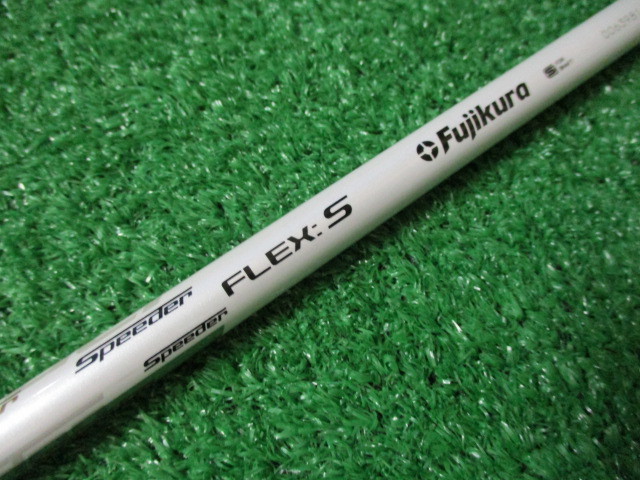 Speeder
Speeder
FLEX: S
Fujikura
S